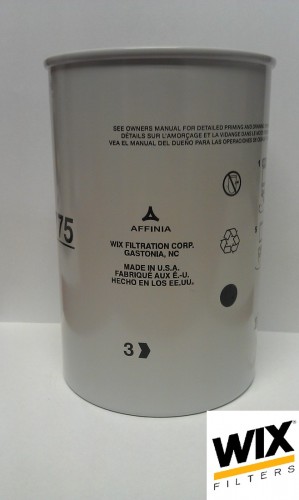 SEE OWNERS MANUAL FOR DETAILED PRIMING AND
DÉTAILS SUR L'AMORÇAGE ET LA VIDANGE DANS LE
VEA EL MANUAL DEL DUEÑO PARA LAS OPERACIONES DE
75
AFFINIA
WIX FILTRATION CORP.
GASTONIA, NC
MADE IN U.S.A.
FABRIQUÉ AUX É.-U.
HECHO EN LOS EE.UU.
3
WIX
FILTERS